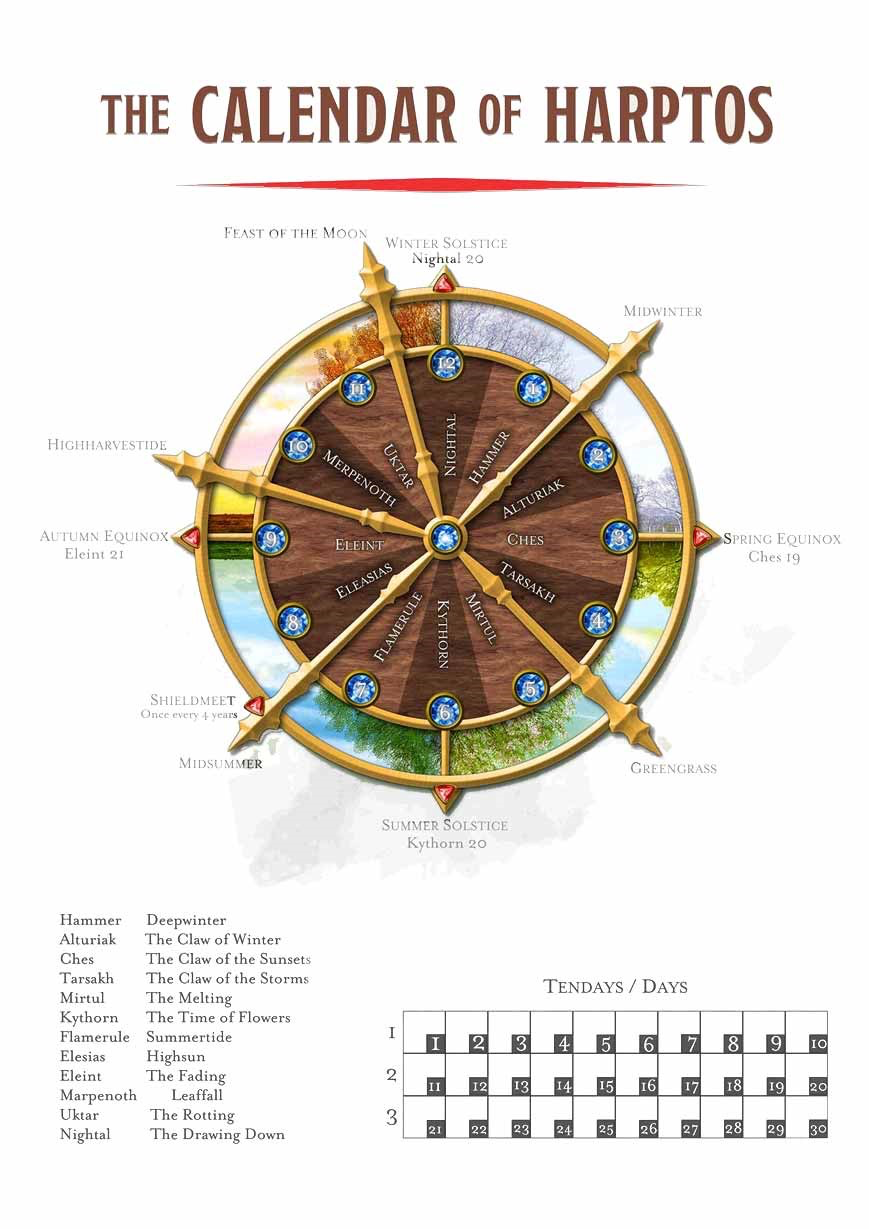 THE CALENDAR OF HARPTOS
FEAST OF THE MOON
WINTER SOLSTICE
Nightal 20
MIDWINTER
HIGHHARVESTIDE
AUTUMN EQUINOX
Eleint 21
SPRING EQUINOX
Ches 19
SHIELDMEET
Once every 4 years
MIDSUMMER
GREENGRASS
SUMMER SOLSTICE
Kythorn 20
12
1
2
3
4
5
6
7
8
9
10
11
NIGHTAL
HAMMER
ALTURIAK
CHES
TARSAKH
MIRTUL
KYTHORN
FLAMERULE
ELEASIAS
ELEINT
MERPENOTH
UKTAR
Hammer Deepwinter
Alturiak The Claw of Winter
Ches The Claw of the Sunsets
Tarsakh The Claw of the Storms
Mirtul The Melting
Kythorn The Time of Flowers
Flamerule Summertide
Elesias Highsun
Eleint The Fading
Marpenoth Leaffall
Uktar The Rotting
Nightal The Drawing Down
TENDAYS / DAYS
1 1 2 3 4 5 6 7 8 9 10
2 11 12 13 14 15 16 17 18 19 20
3 21 22 23 24 25 26 27 28 29 30